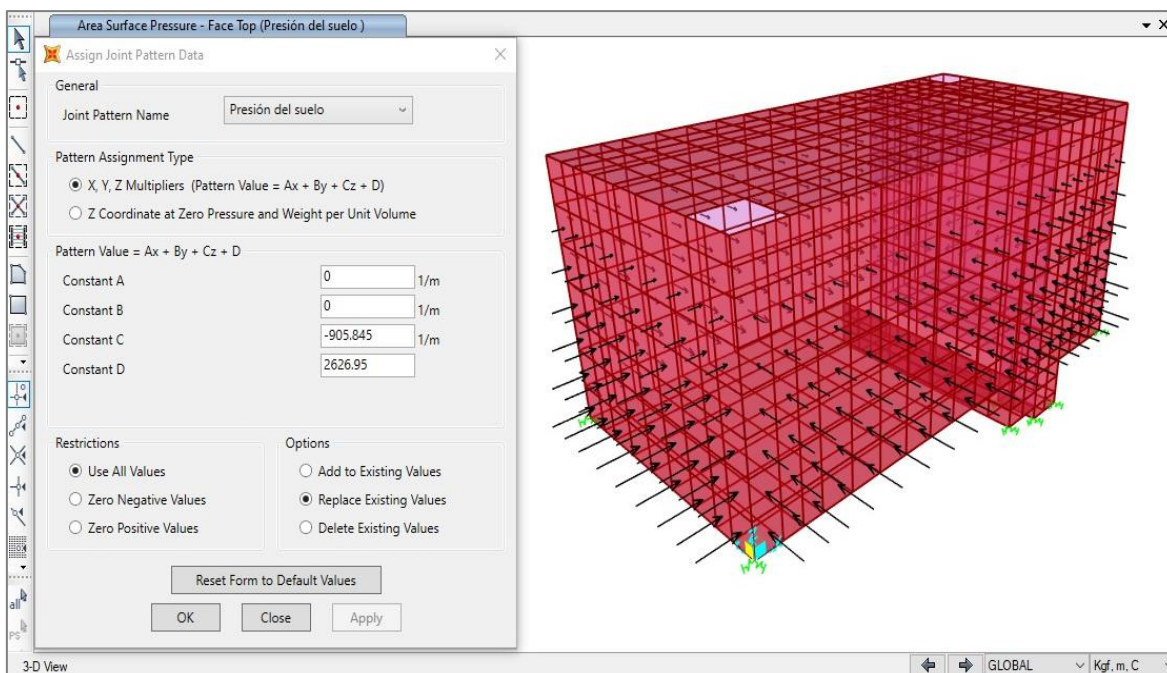 Area Surface Pressure - Face Top (Presión del suelo )
Assign Joint Pattern Data
General
Joint Pattern Name
Presión del suelo
Pattern Assignment Type
X, Y, Z Multipliers (Pattern Value = Ax + By + Cz + D)
Z Coordinate at Zero Pressure and Weight per Unit Volume
Pattern Value = Ax + By + Cz + D
Constant A 0 1/m
Constant B 0 1/m
Constant C -905.845 1/m
Constant D 2626.95
Restrictions
Use All Values
Zero Negative Values
Zero Positive Values
Options
Add to Existing Values
Replace Existing Values
Delete Existing Values
Reset Form to Default Values
OK Close Apply
all
PS
3-D View
GLOBAL
Kgf, m, C